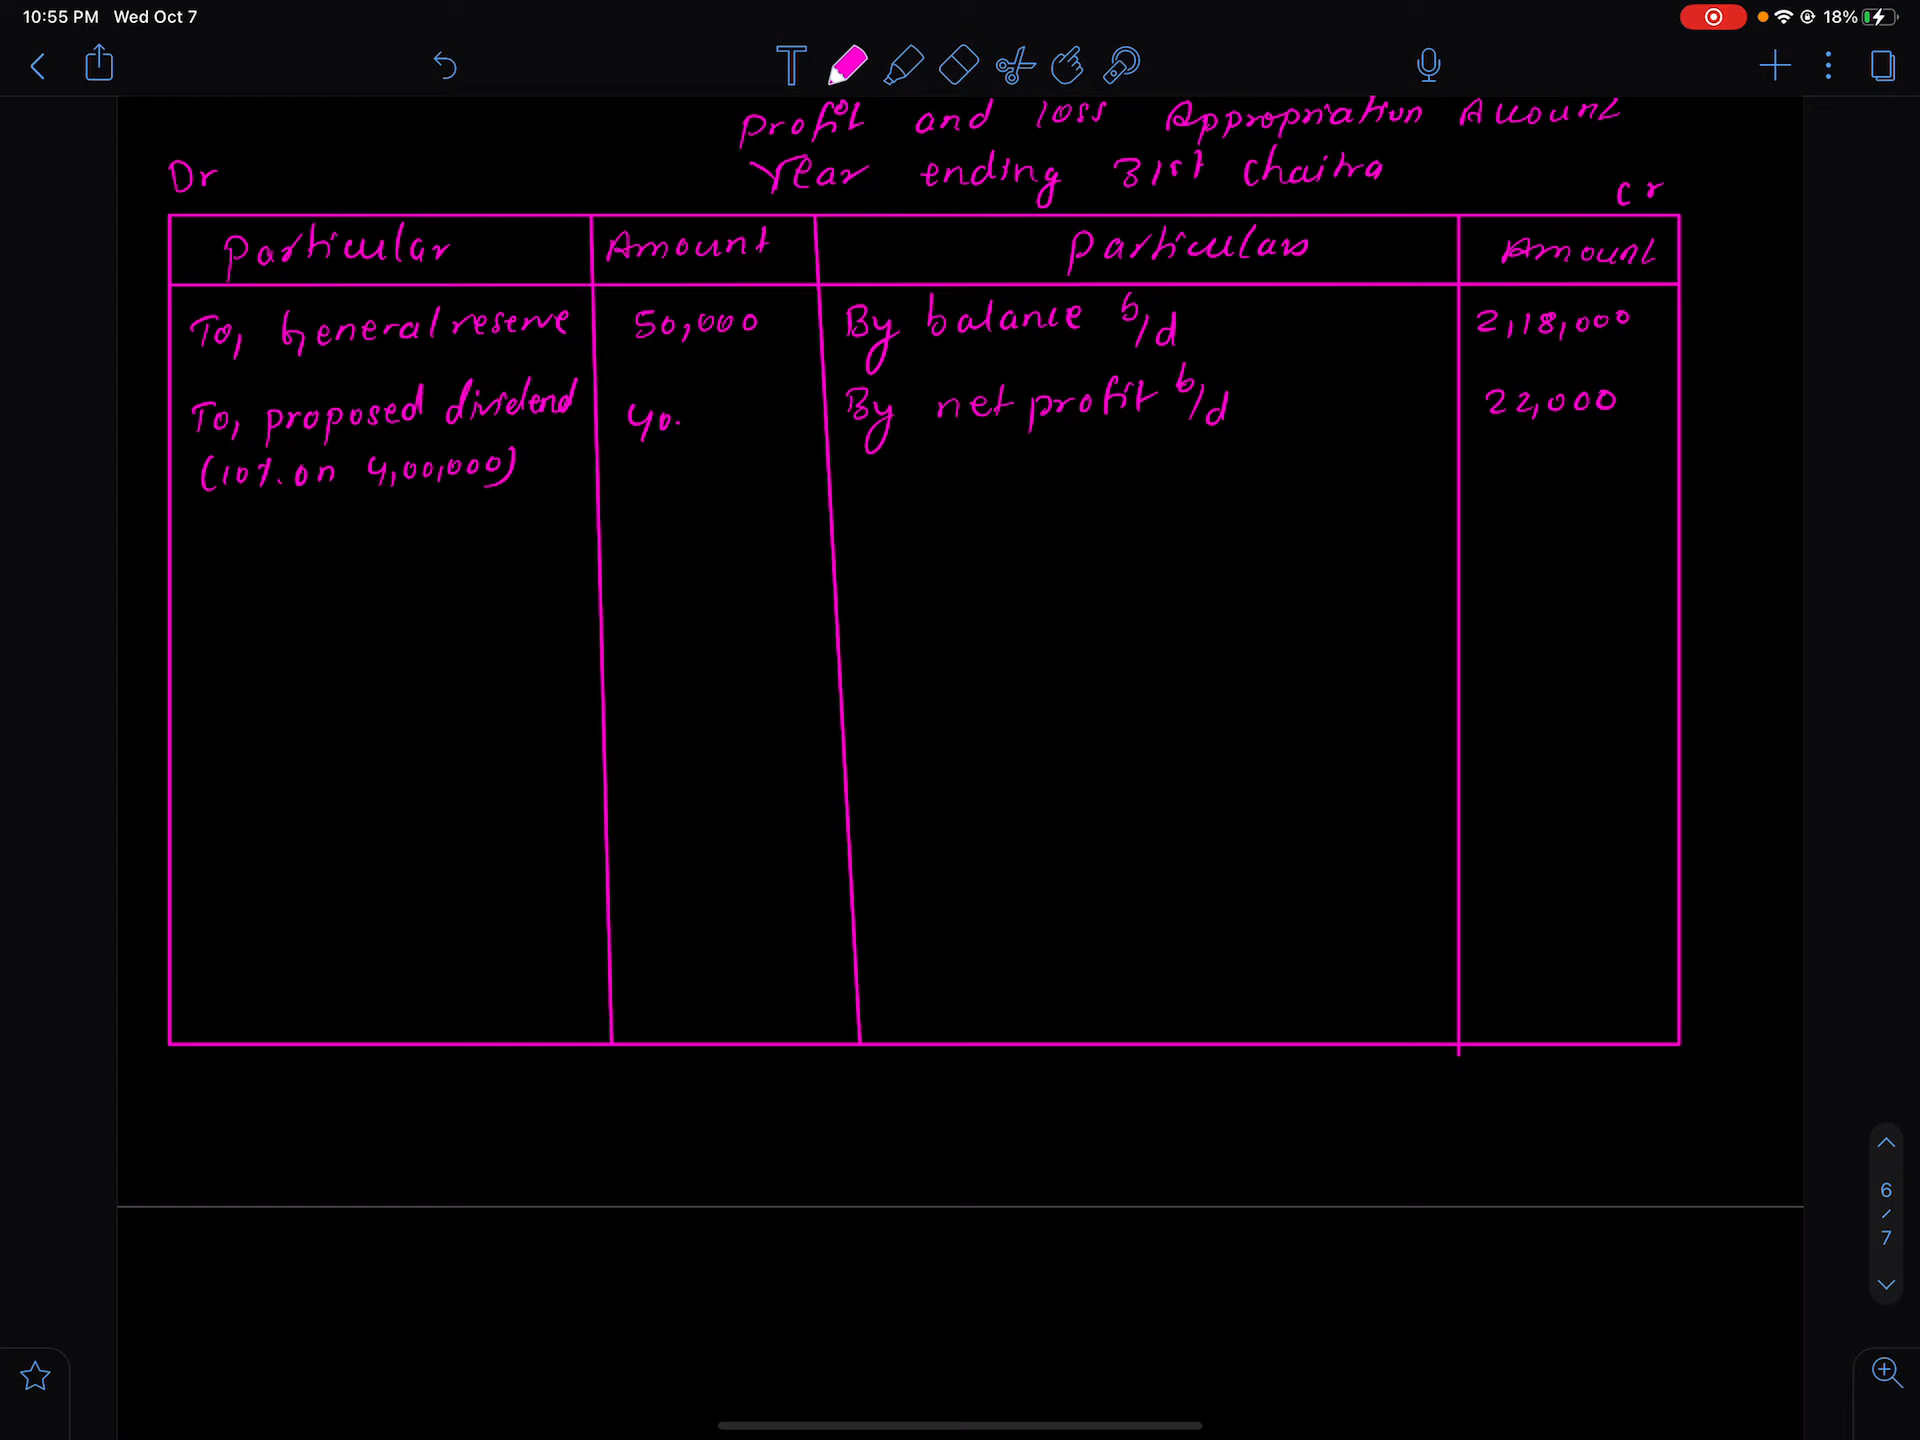 10:55 PM Wed Oct 7
18%
Profit and loss Appropriation Account
Dr
Year ending 31st Chaitra
cr
Particular Amount Particulars Amount
To, General reserve 50,000 By balance b/d 2,18,000
To, proposed dividend 40. By net profit b/d 22,000
(10%. on 4,00,000)
6
/
7